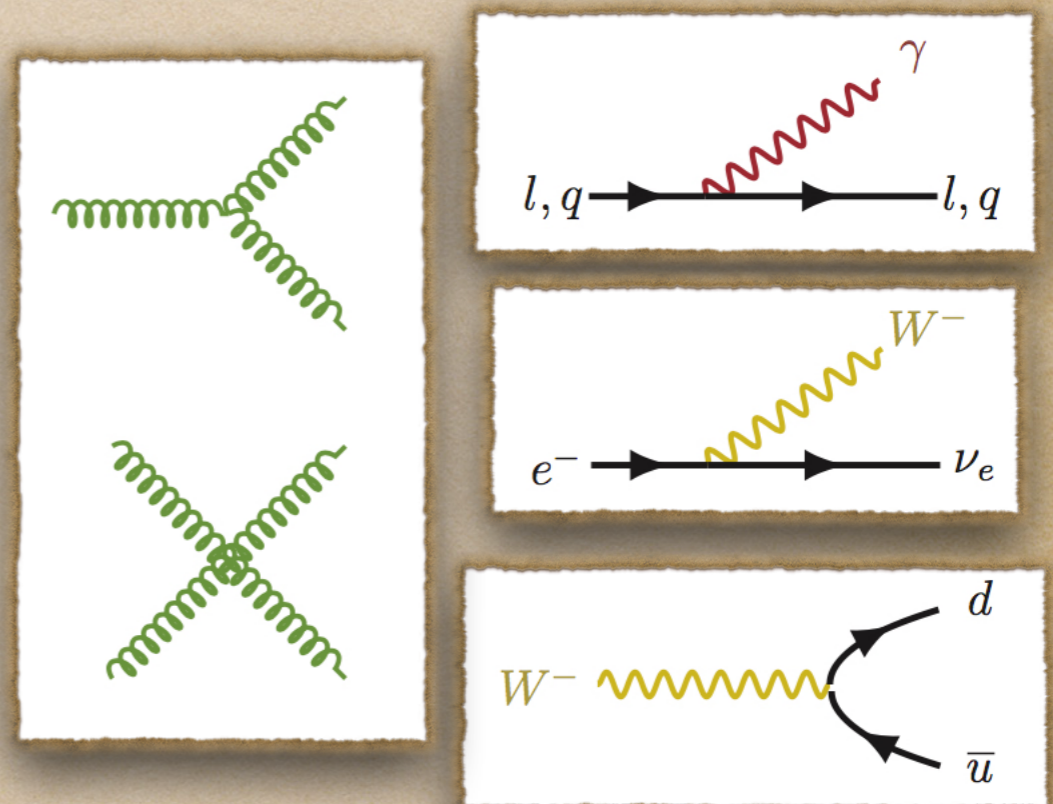 γ
l, q l, q
W⁻
e⁻ νₑ
d
W⁻
u̅